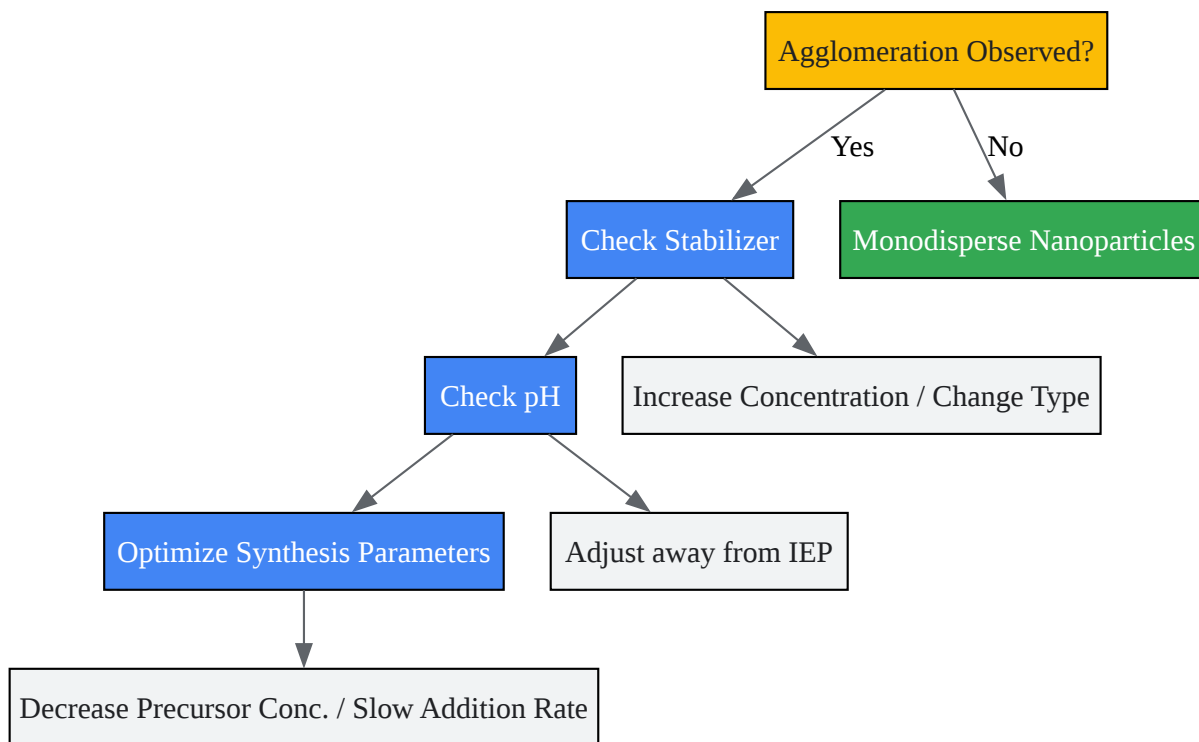 Agglomeration Observed?
Yes
No
Check Stabilizer
Monodisperse Nanoparticles
Check pH
Increase Concentration / Change Type
Optimize Synthesis Parameters
Adjust away from IEP
Decrease Precursor Conc. / Slow Addition Rate